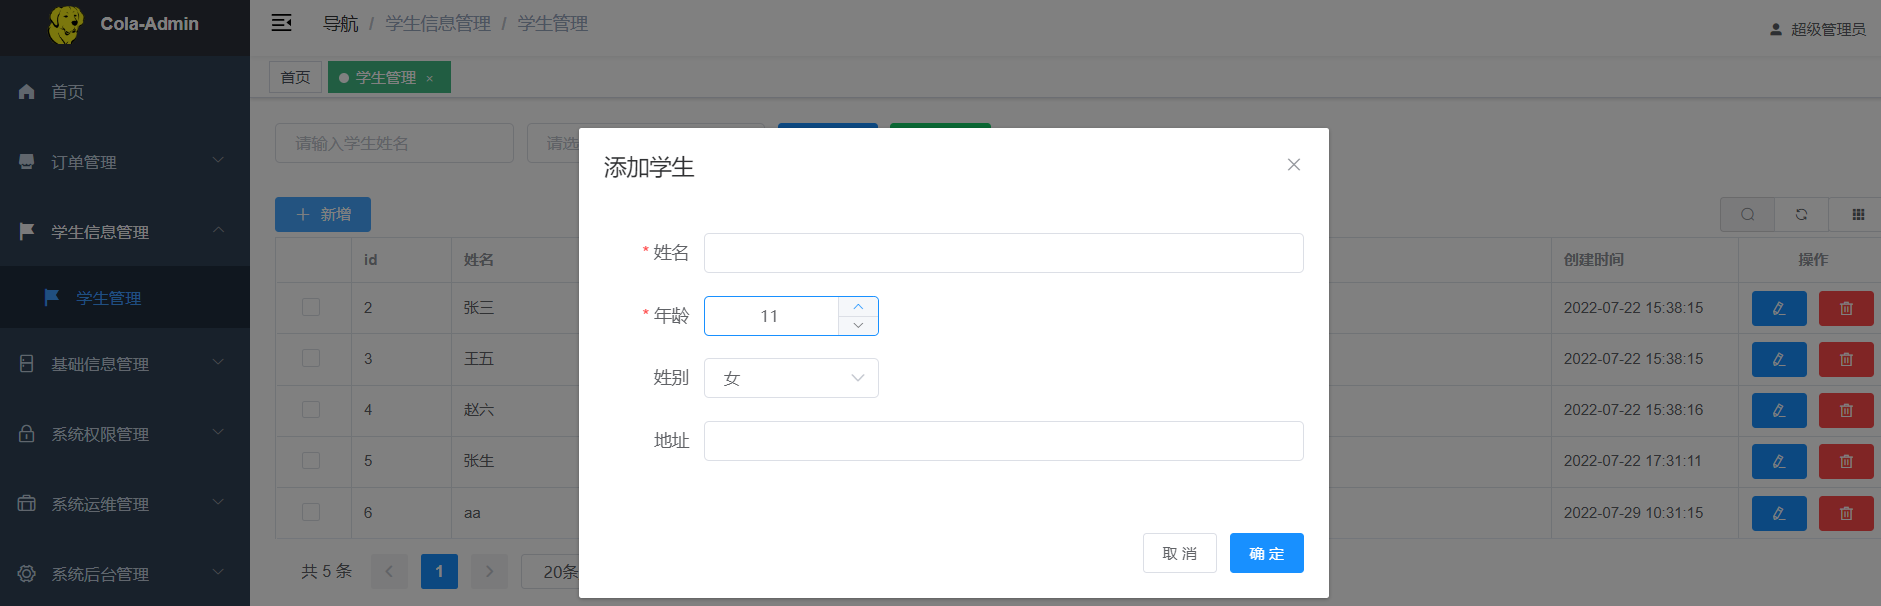 Cola-Admin
导航 / 学生信息管理 / 学生管理
超级管理员
首页
学生管理 ×
首页
订单管理
学生信息管理
学生管理
基础信息管理
系统权限管理
系统运维管理
系统后台管理
请输入学生姓名
请选
新增
id 姓名 创建时间 操作
2 张三 2022-07-22 15:38:15
3 王五 2022-07-22 15:38:15
4 赵六 2022-07-22 15:38:16
5 张生 2022-07-22 17:31:11
6 aa 2022-07-29 10:31:15
共 5 条
1
20条
添加学生
* 姓名
* 年龄 11
姓别 女
地址
取 消
确 定